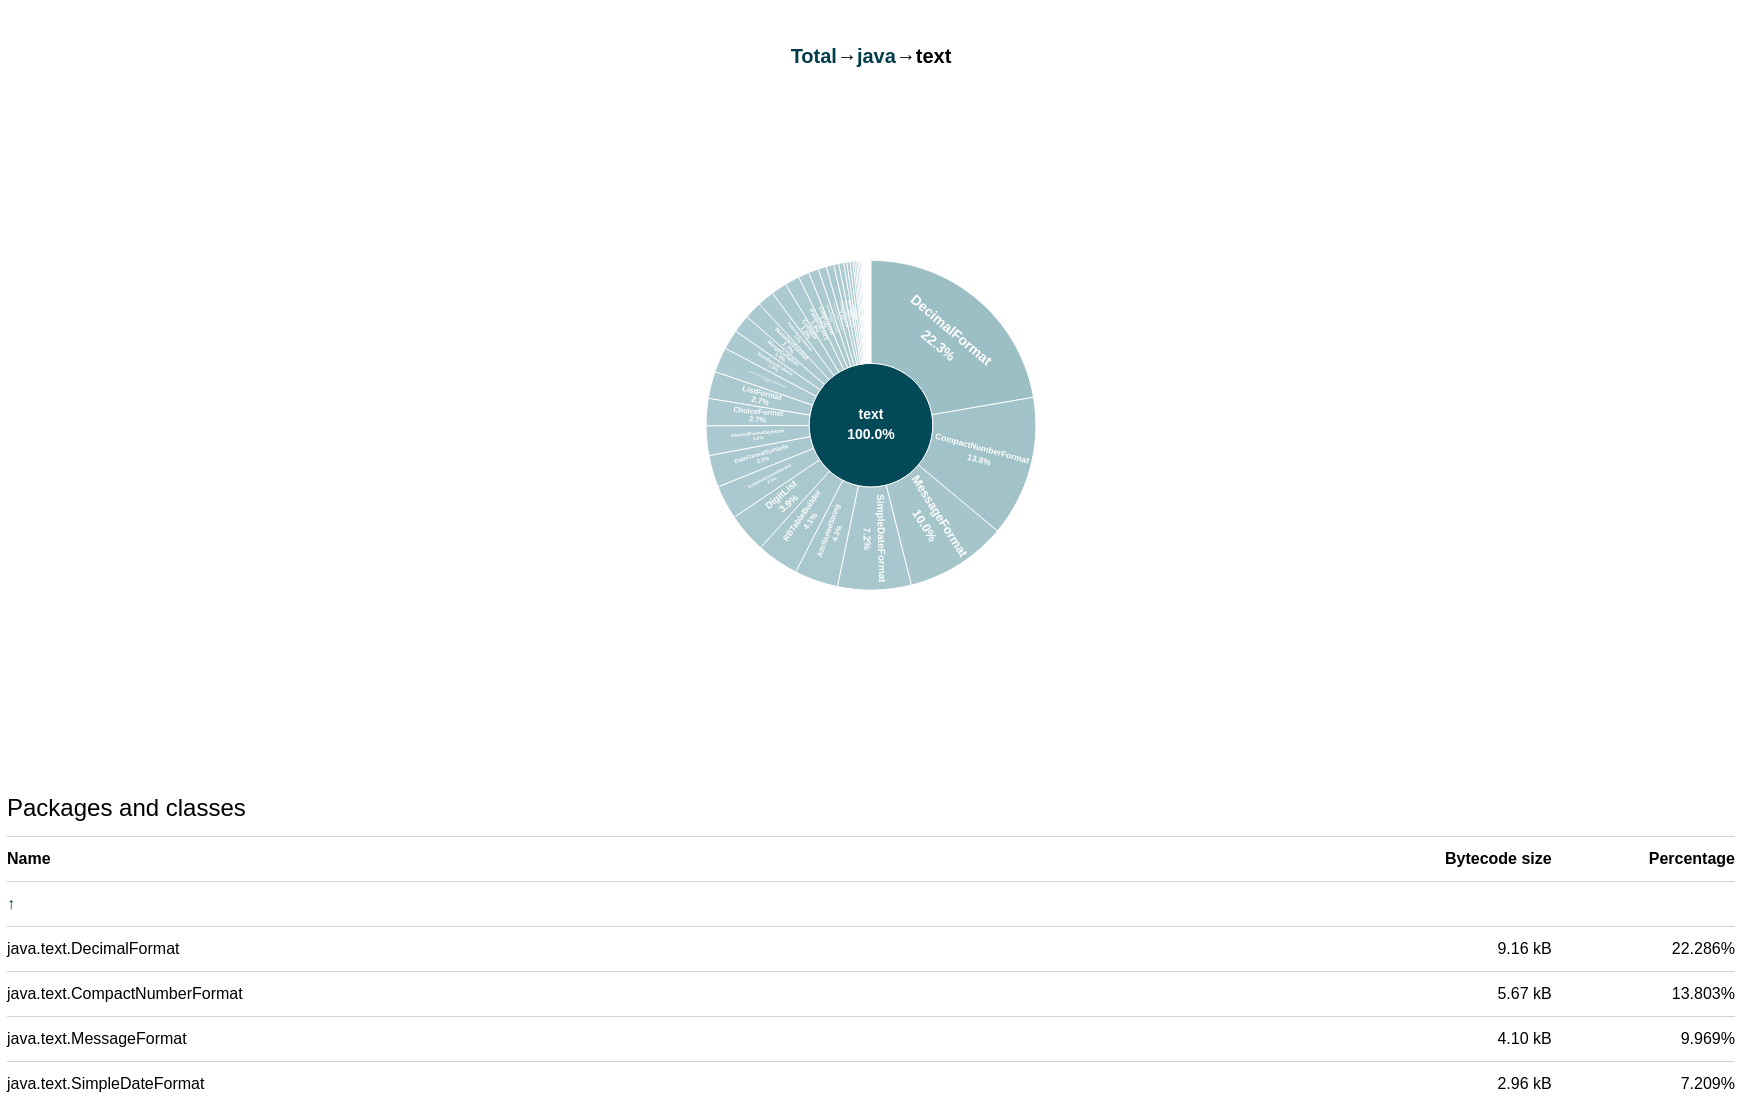 Total→java→text
DecimalFormat
22.3%
CompactNumberFormat
13.8%
MessageFormat
10.0%
SimpleDateFormat
7.2%
AttributedString
4.3%
RBTableBuilder
4.1%
DigitList
3.9%
DateFormatSymbols
3.1%
DecimalFormatSymbols
ChoiceFormat
2.7%
ListFormat
2.7%
NumberFormat
text
100.0%
Packages and classes
Name Bytecode size Percentage
↑
java.text.DecimalFormat 9.16 kB 22.286%
java.text.CompactNumberFormat 5.67 kB 13.803%
java.text.MessageFormat 4.10 kB 9.969%
java.text.SimpleDateFormat 2.96 kB 7.209%